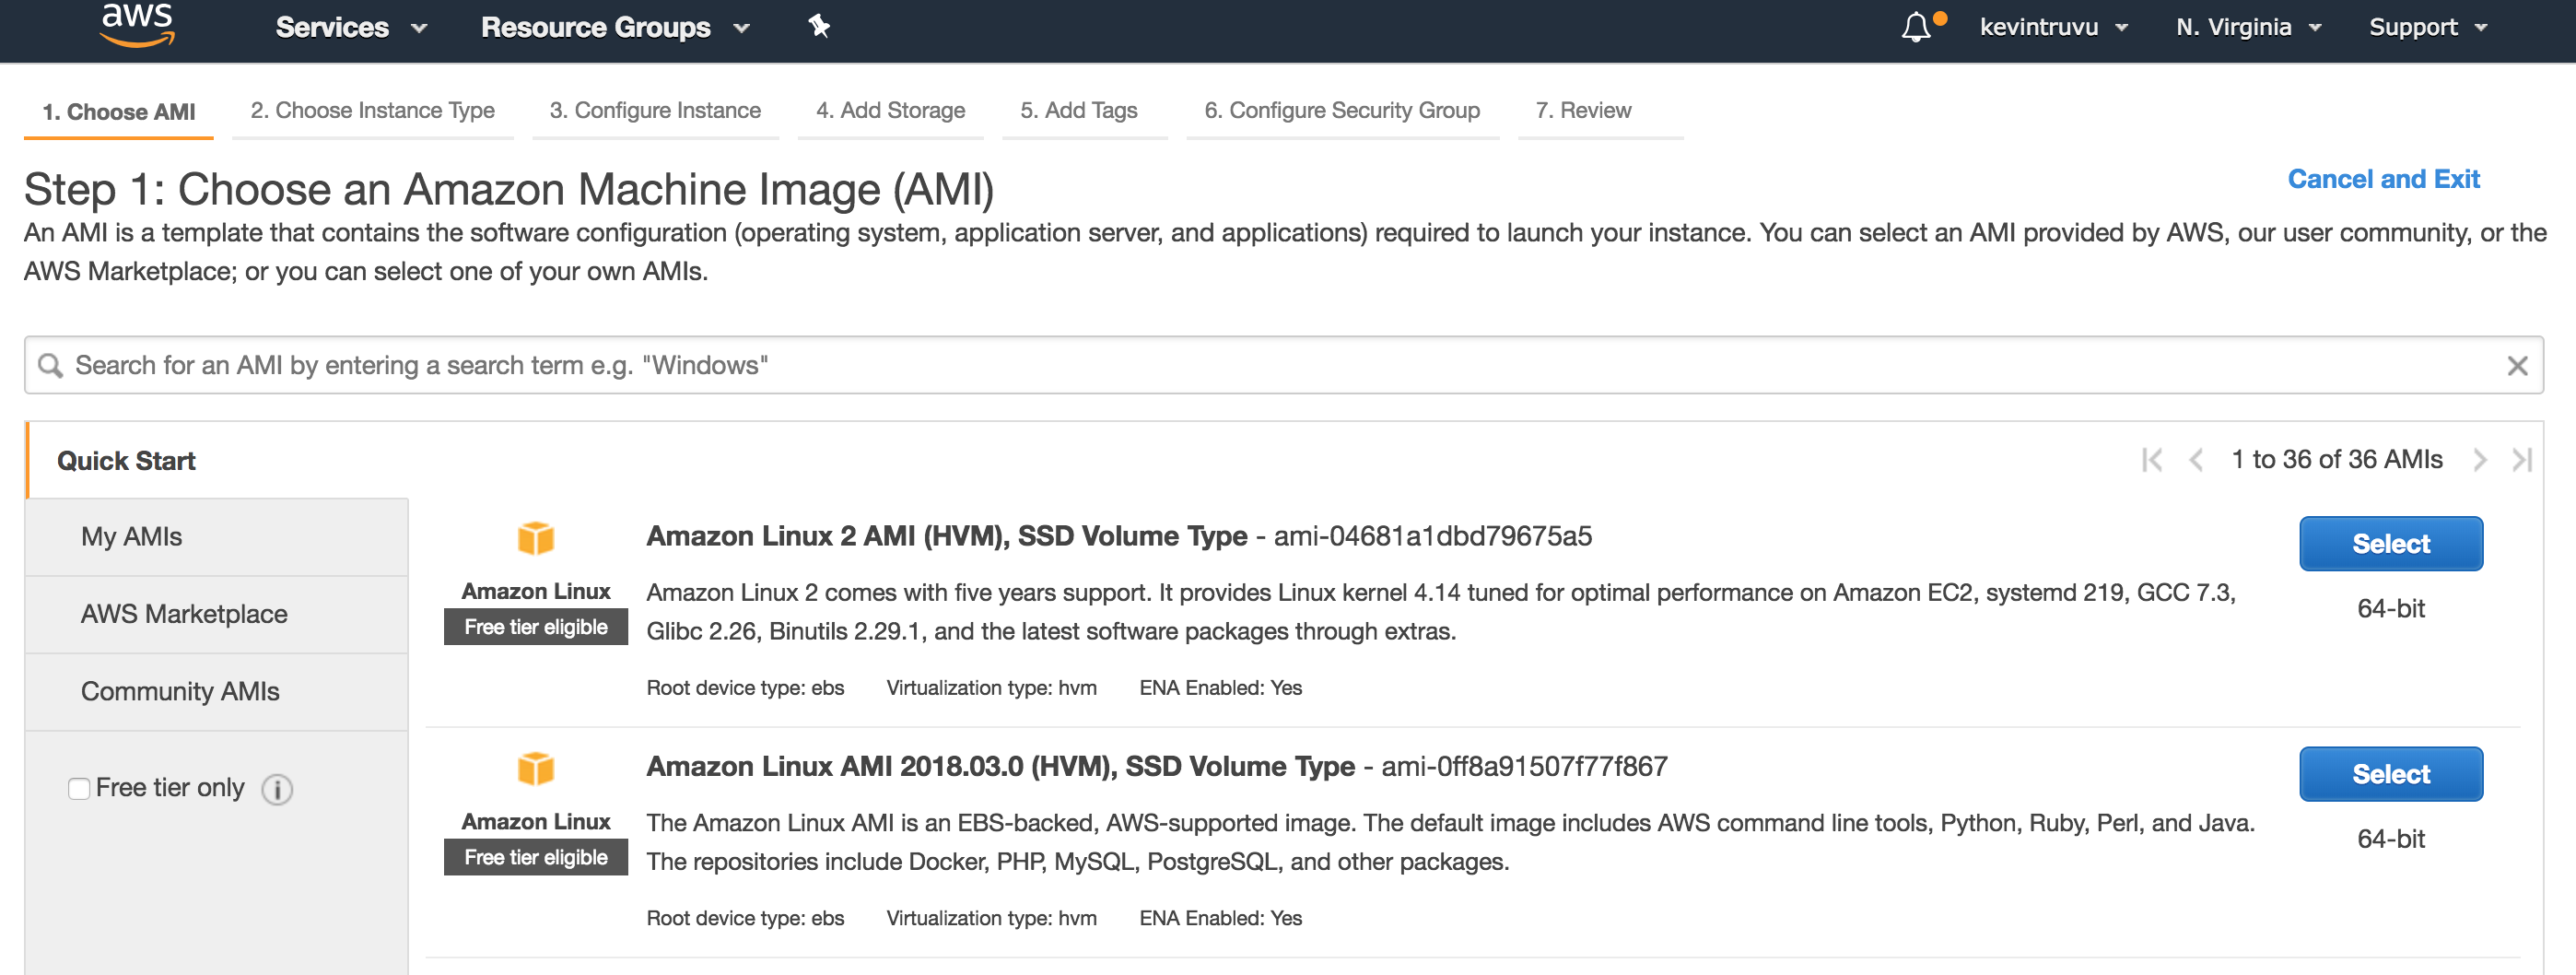 aws Services Resource Groups kevintruvu N. Virginia Support
1. Choose AMI 2. Choose Instance Type 3. Configure Instance 4. Add Storage 5. Add Tags 6. Configure Security Group 7. Review
Step 1: Choose an Amazon Machine Image (AMI)
Cancel and Exit
An AMI is a template that contains the software configuration (operating system, application server, and applications) required to launch your instance. You can select an AMI provided by AWS, our user community, or the
AWS Marketplace; or you can select one of your own AMIs.
Search for an AMI by entering a search term e.g. "Windows"
Quick Start
1 to 36 of 36 AMIs
My AMIs
AWS Marketplace
Community AMIs
Free tier only
Amazon Linux
Free tier eligible
Amazon Linux 2 AMI (HVM), SSD Volume Type - ami-04681a1dbd79675a5
Amazon Linux 2 comes with five years support. It provides Linux kernel 4.14 tuned for optimal performance on Amazon EC2, systemd 219, GCC 7.3,
Glibc 2.26, Binutils 2.29.1, and the latest software packages through extras.
Root device type: ebs Virtualization type: hvm ENA Enabled: Yes
Select
64-bit
Amazon Linux
Free tier eligible
Amazon Linux AMI 2018.03.0 (HVM), SSD Volume Type - ami-0ff8a91507f77f867
The Amazon Linux AMI is an EBS-backed, AWS-supported image. The default image includes AWS command line tools, Python, Ruby, Perl, and Java.
The repositories include Docker, PHP, MySQL, PostgreSQL, and other packages.
Root device type: ebs Virtualization type: hvm ENA Enabled: Yes
Select
64-bit